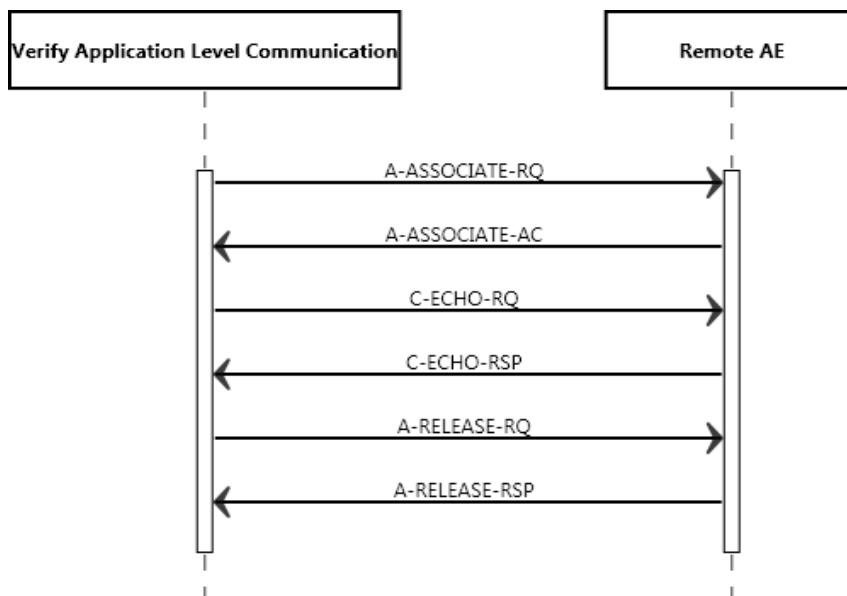 Verify Application Level Communication
Remote AE
A-ASSOCIATE-RQ
A-ASSOCIATE-AC
C-ECHO-RQ
C-ECHO-RSP
A-RELEASE-RQ
A-RELEASE-RSP